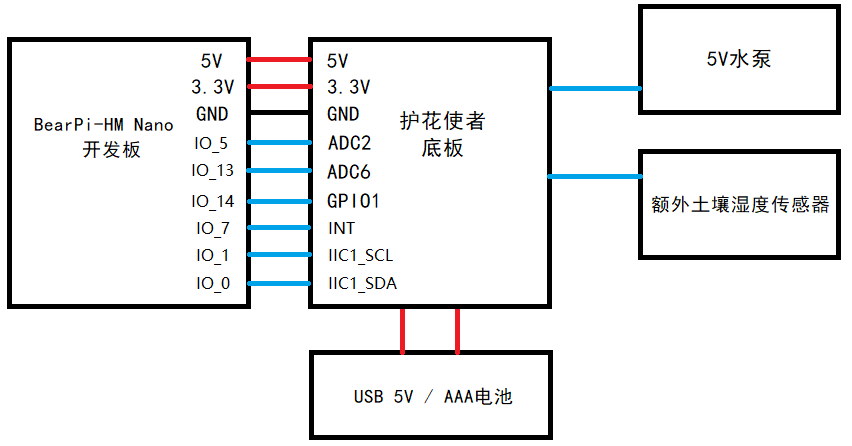 BearPi-HM Nano
开发板
5V
3.3V
GND
IO_5
IO_13
IO_14
IO_7
IO_1
IO_0
5V
3.3V
GND
ADC2
ADC6
GPIO1
INT
IIC1_SCL
IIC1_SDA
护花使者
底板
5V水泵
额外土壤湿度传感器
USB 5V / AAA电池